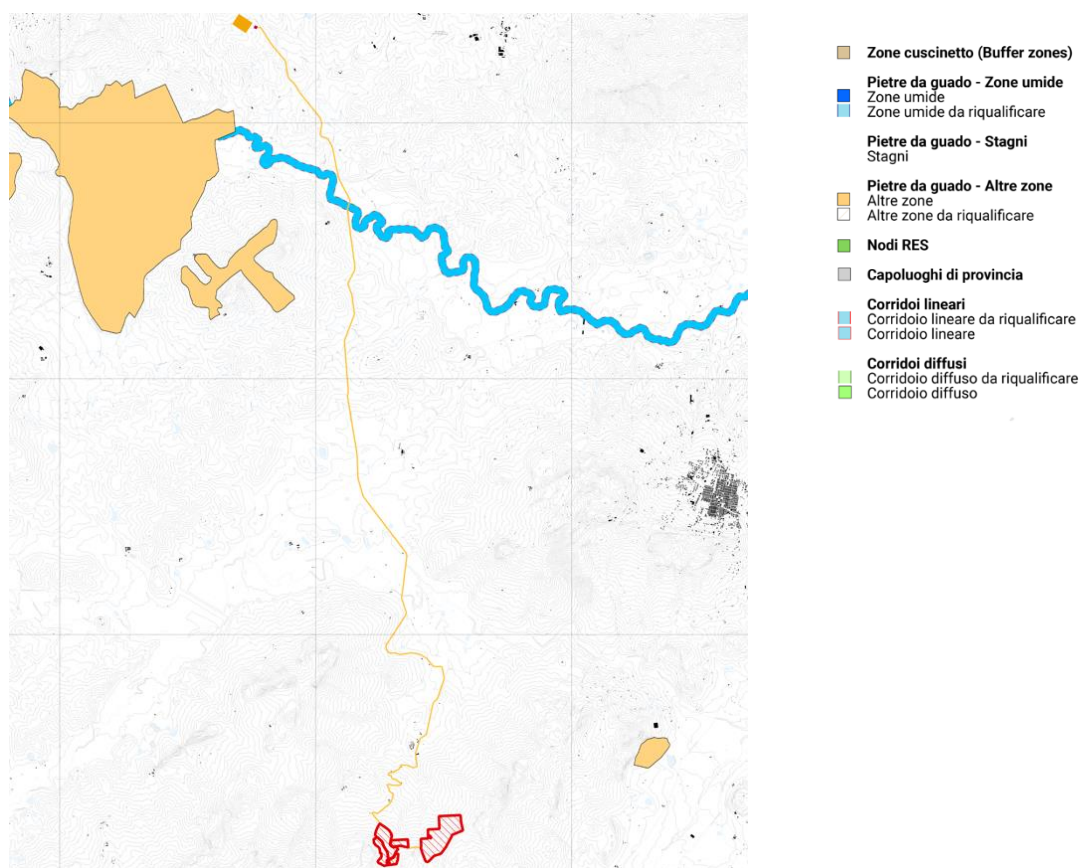 Zone cuscinetto (Buffer zones)
Pietre da guado - Zone umide
Zone umide
Zone umide da riqualificare
Pietre da guado - Stagni
Stagni
Pietre da guado - Altre zone
Altre zone
Altre zone da riqualificare
Nodi RES
Capoluoghi di provincia
Corridoi lineari
Corridoio lineare da riqualificare
Corridoio lineare
Corridoi diffusi
Corridoio diffuso da riqualificare
Corridoio diffuso